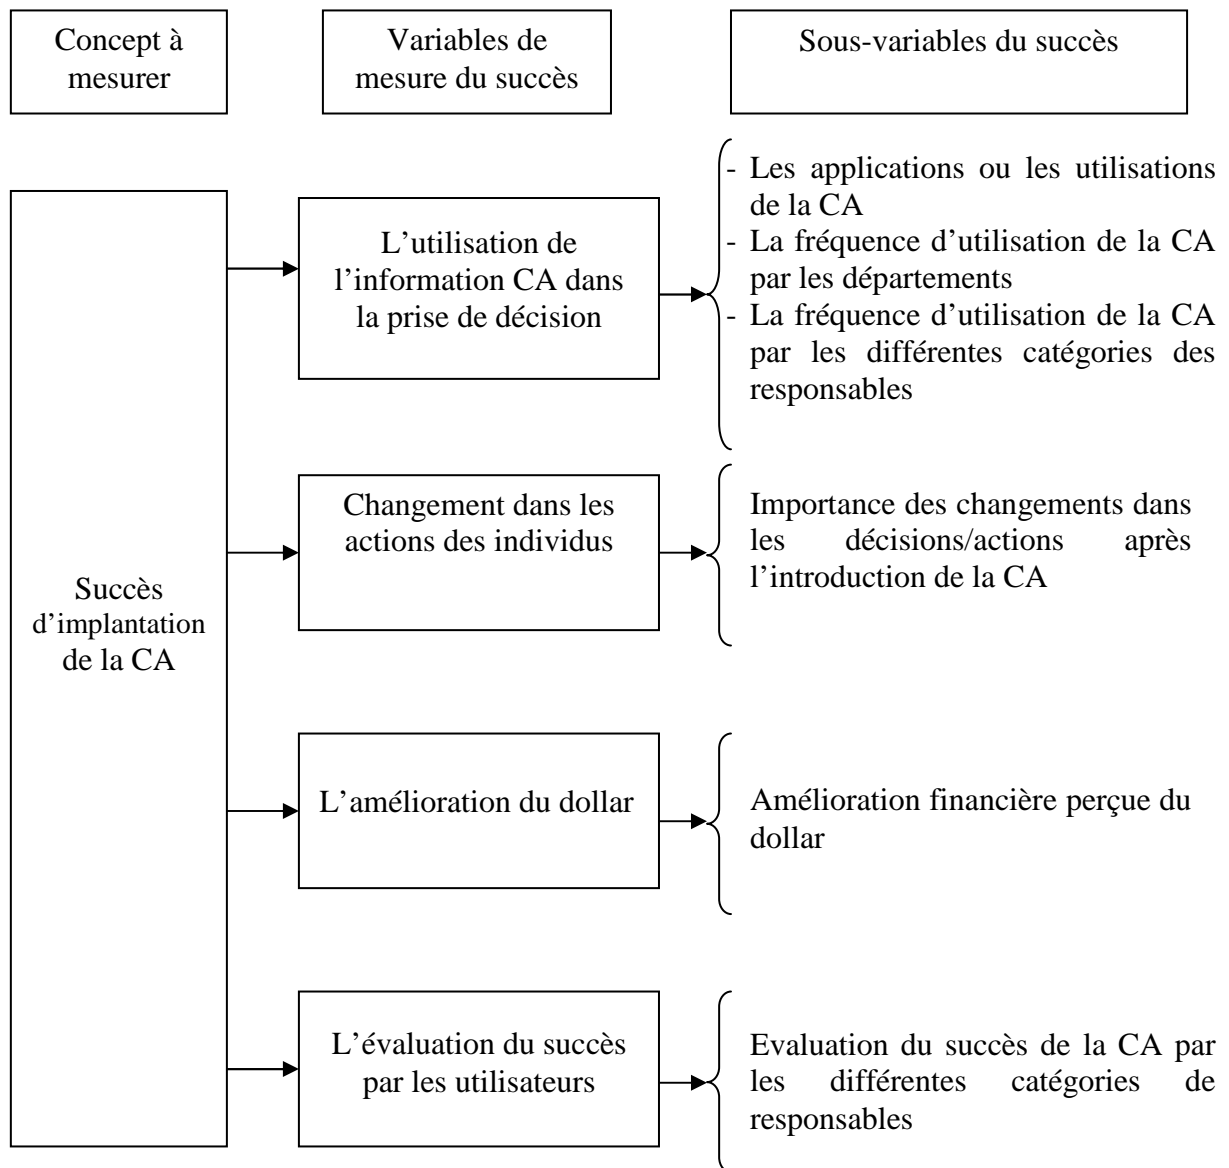 Concept à
mesurer
Variables de
mesure du succès
Sous-variables du succès
Succès
d’implantation
de la CA
L’utilisation de
l’information CA dans
la prise de décision
- Les applications ou les utilisations
de la CA
- La fréquence d’utilisation de la CA
par les départements
- La fréquence d’utilisation de la CA
par les différentes catégories des
responsables
Changement dans les
actions des individus
Importance des changements dans
les décisions/actions après
l’introduction de la CA
L’amélioration du dollar
Amélioration financière perçue du
dollar
L’évaluation du succès
par les utilisateurs
Evaluation du succès de la CA par
les différentes catégories de
responsables